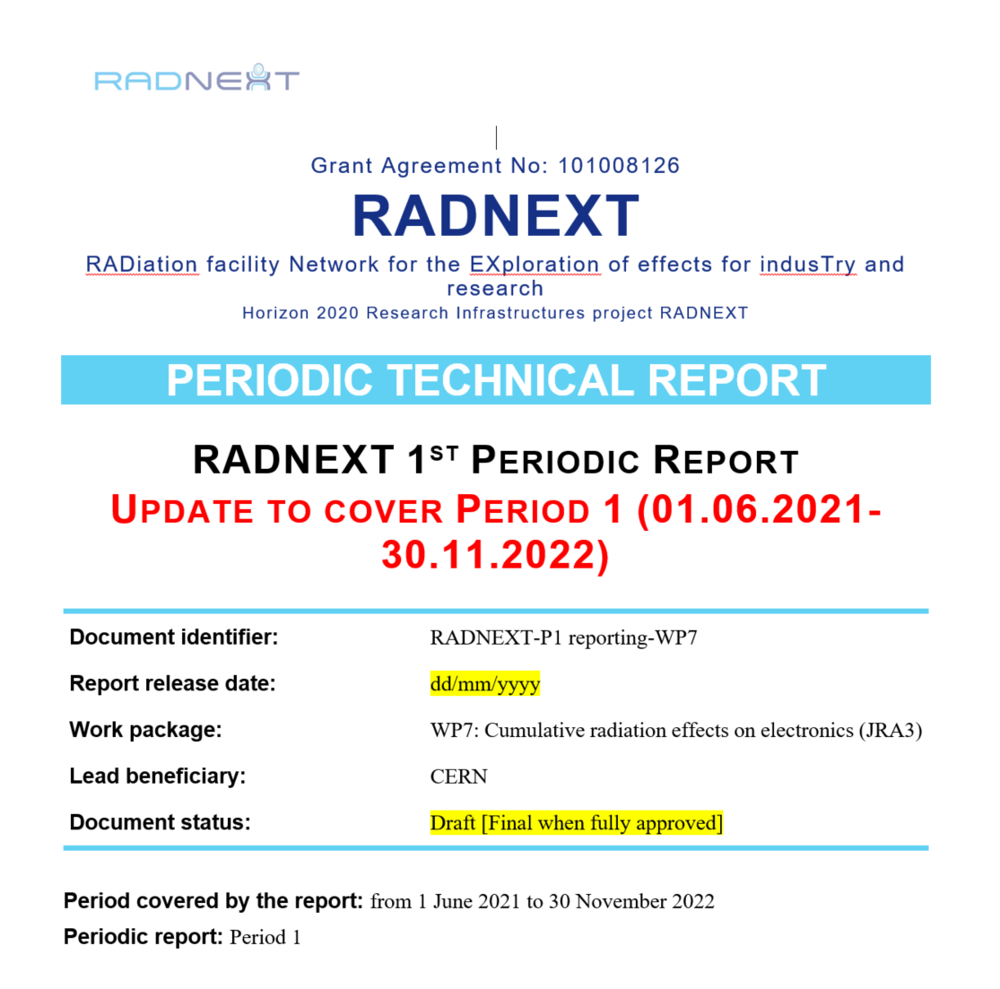 RADNEXT
Grant Agreement No: 101008126
RADNEXT
RADiation facility Network for the EXploration of effects for indusTry and
research
Horizon 2020 Research Infrastructures project RADNEXT
PERIODIC TECHNICAL REPORT
RADNEXT 1ST PERIODIC REPORT
UPDATE TO COVER PERIOD 1 (01.06.2021-
30.11.2022)
Document identifier: RADNEXT-P1 reporting-WP7
Report release date: dd/mm/yyyy
Work package: WP7: Cumulative radiation effects on electronics (JRA3)
Lead beneficiary: CERN
Document status: Draft [Final when fully approved]
Period covered by the report: from 1 June 2021 to 30 November 2022
Periodic report: Period 1